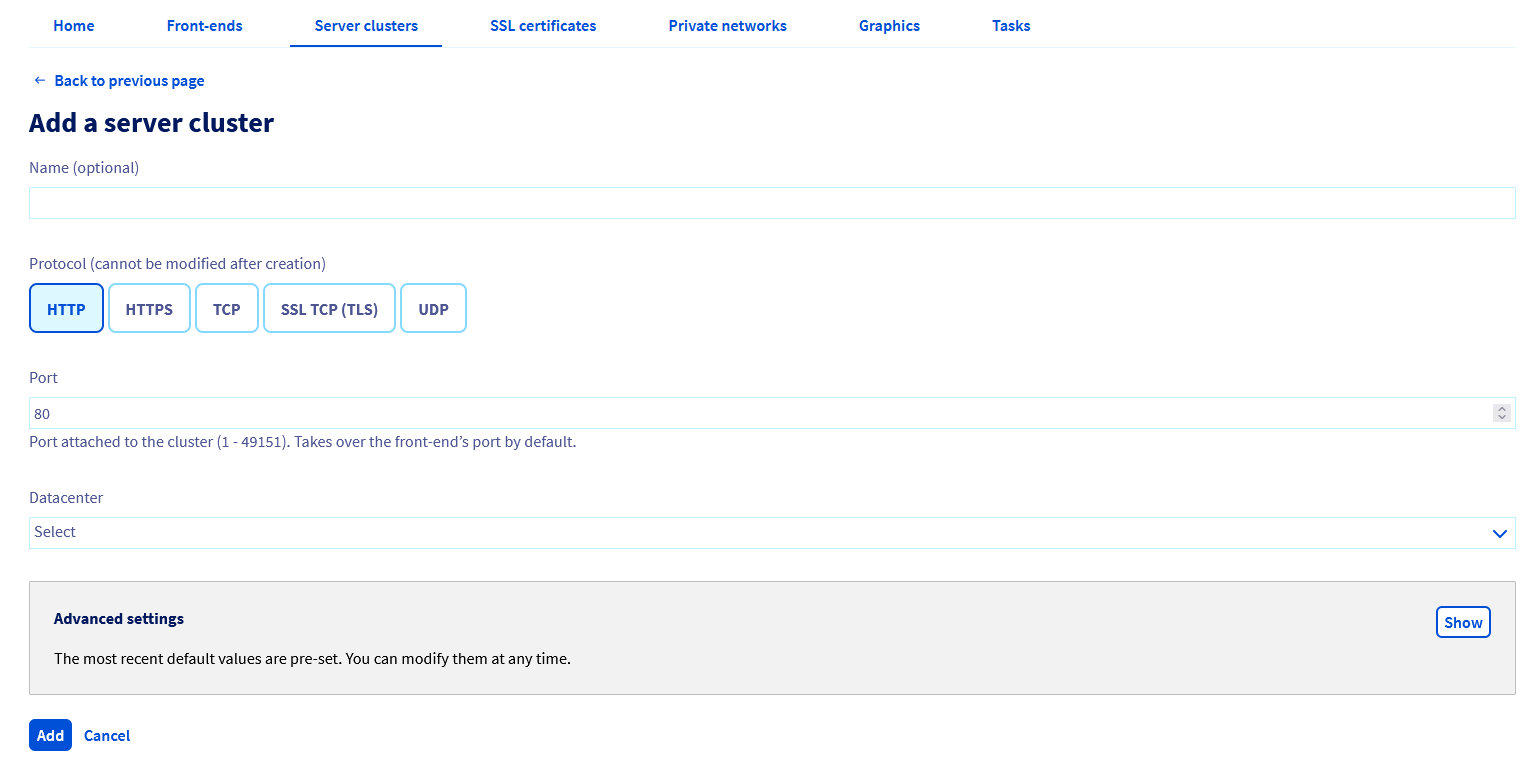 Home Front-ends Server clusters SSL certificates Private networks Graphics Tasks
← Back to previous page
Add a server cluster
Name (optional)
Protocol (cannot be modified after creation)
HTTP HTTPS TCP SSL TCP (TLS) UDP
Port
80
Port attached to the cluster (1 - 49151). Takes over the front-end’s port by default.
Datacenter
Select
Advanced settings
Show
The most recent default values are pre-set. You can modify them at any time.
Add Cancel